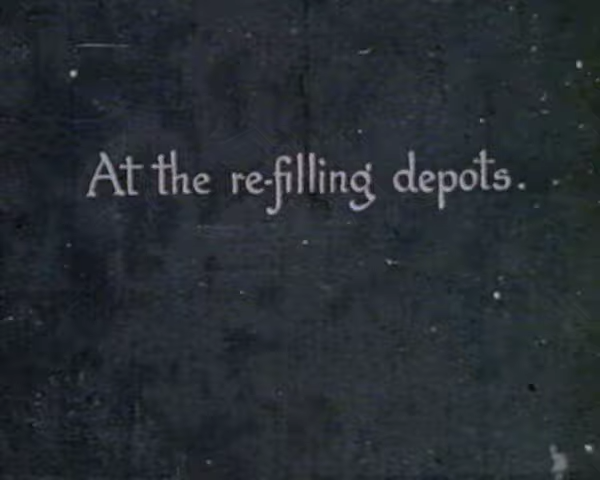 At the re-filling depots.